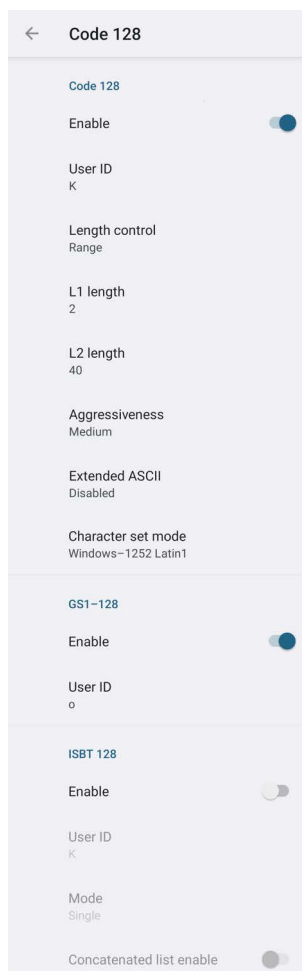 Code 128
Code 128
Enable
User ID
K
Length control
Range
L1 length
2
L2 length
40
Aggressiveness
Medium
Extended ASCII
Disabled
Character set mode
Windows-1252 Latin1
GS1-128
Enable
User ID
o
ISBT 128
Enable
User ID
K
Mode
Single
Concatenated list enable